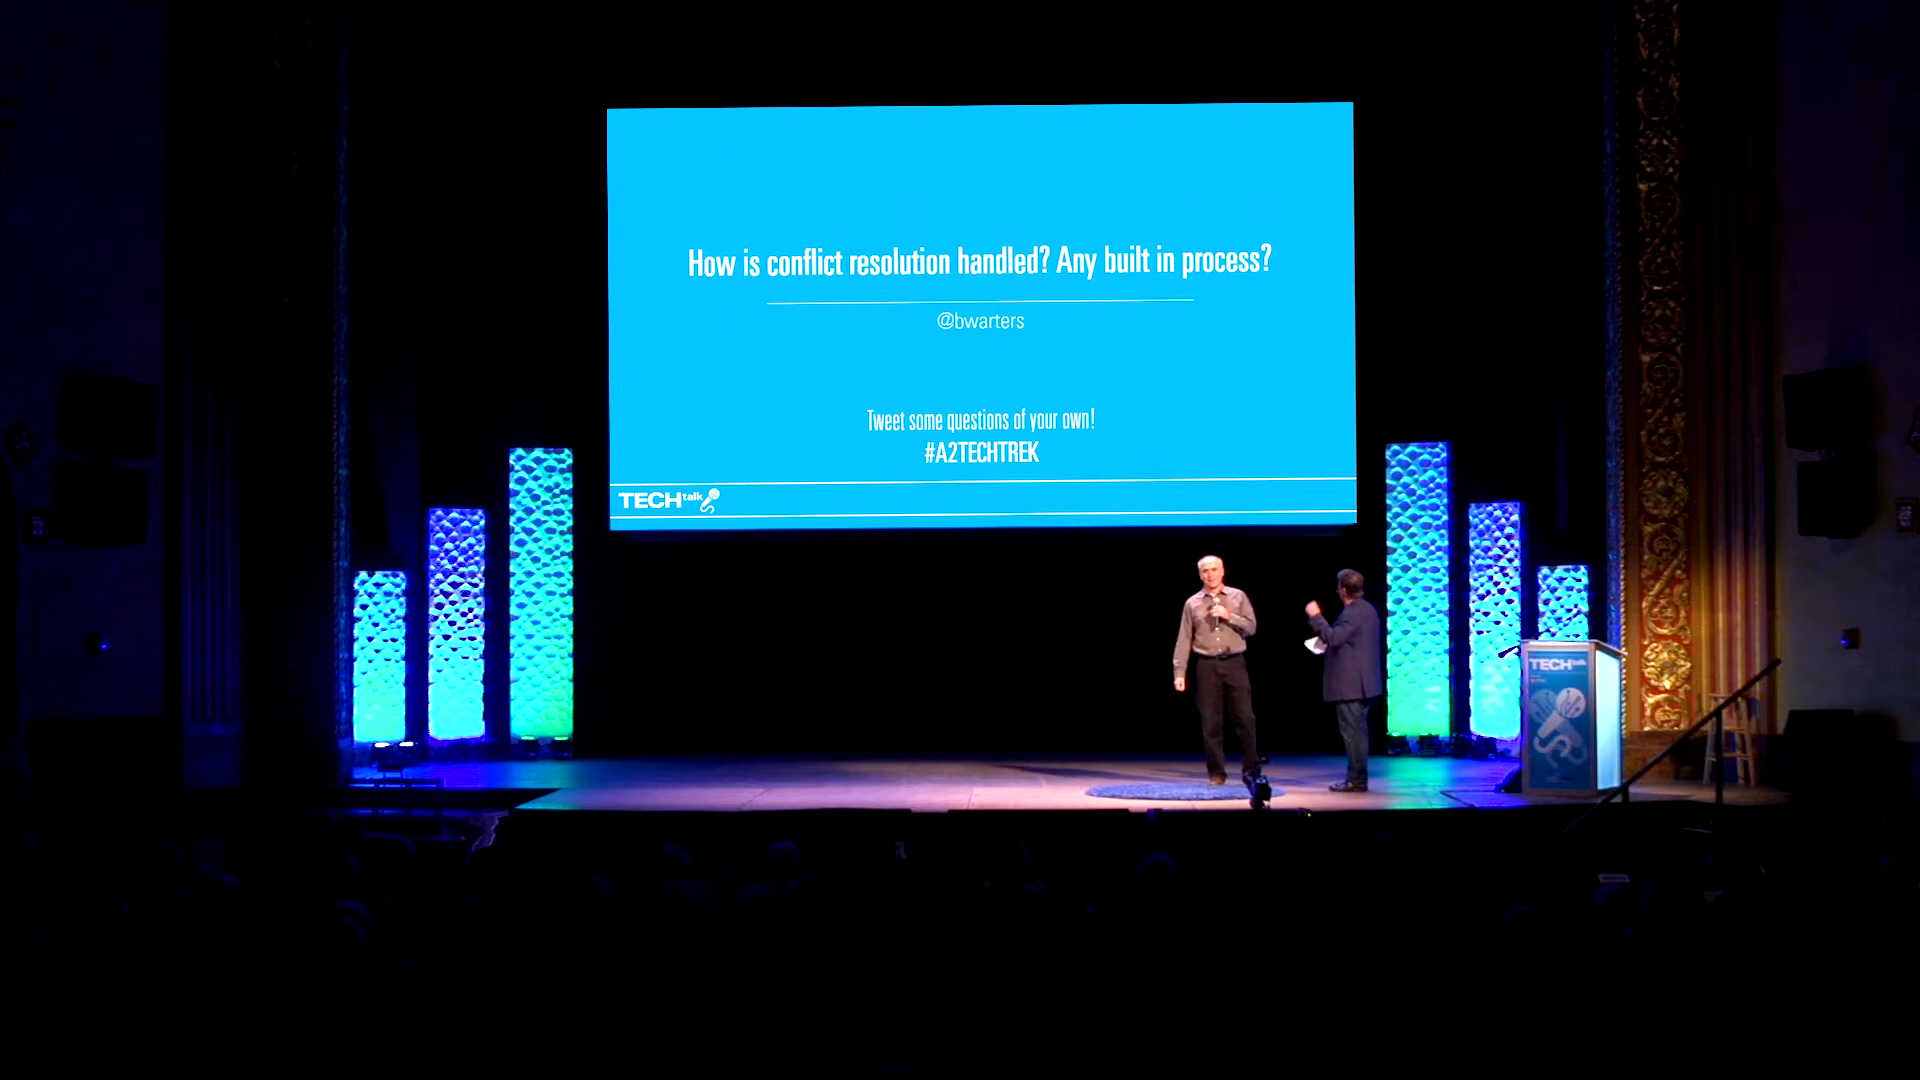 How is conflict resolution handled? Any built in process?
@bwarters
Tweet some questions of your own!
#A2TECHTREK
TECHtalk
TECHtalk